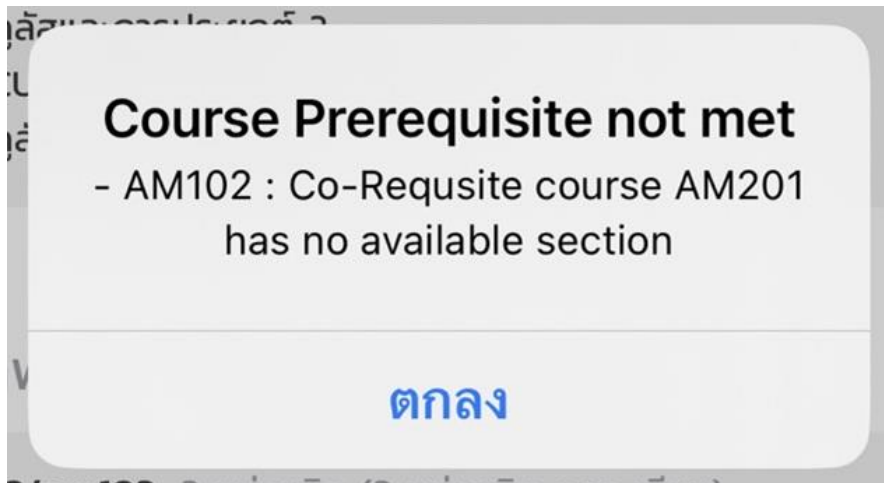 Course Prerequisite not met
- AM102 : Co-Requsite course AM201
has no available section
ตกลง